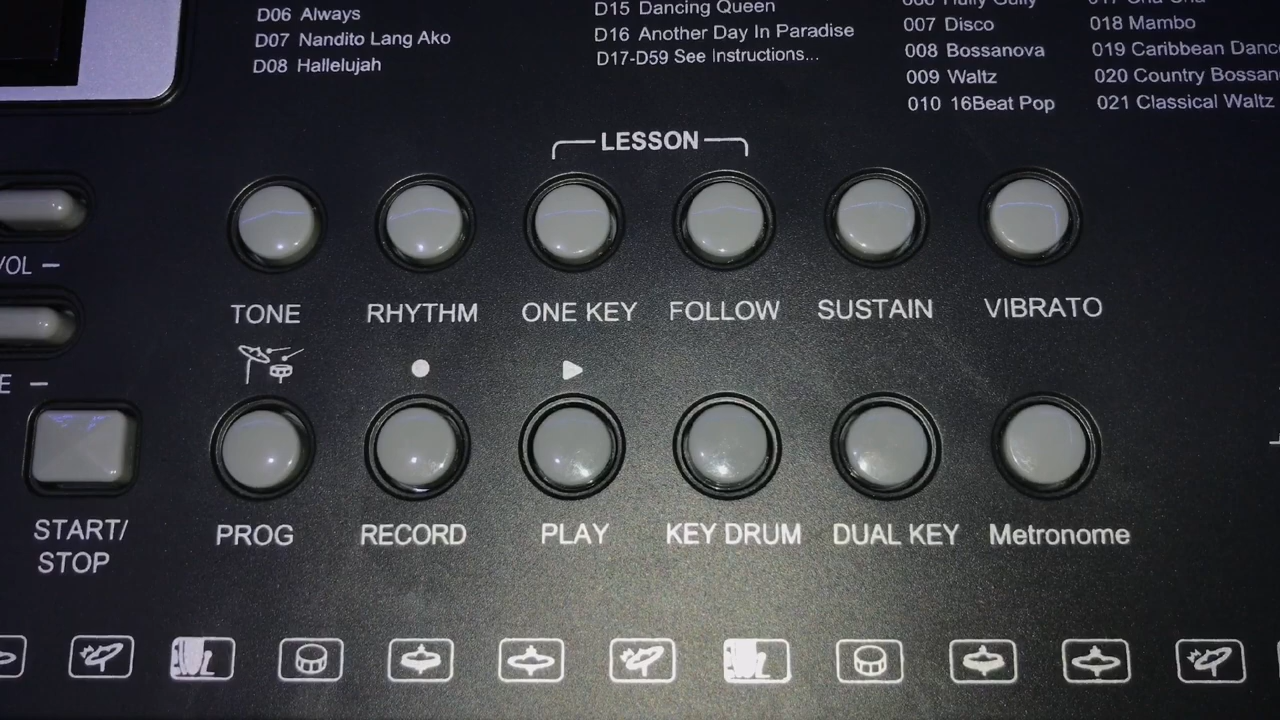 D06 Always
D07 Nandito Lang Ako
D08 Hallelujah
D15 Dancing Queen
D16 Another Day In Paradise
D17-D59 See Instructions...
007 Disco
008 Bossanova
009 Waltz
010 16Beat Pop
018 Mambo
019 Caribbean Danc
020 Country Bossan
021 Classical Waltz
LESSON
VOL −
TONE
RHYTHM
ONE KEY
FOLLOW
SUSTAIN
VIBRATO
E −
START/
STOP
PROG
RECORD
PLAY
KEY DRUM
DUAL KEY
Metronome